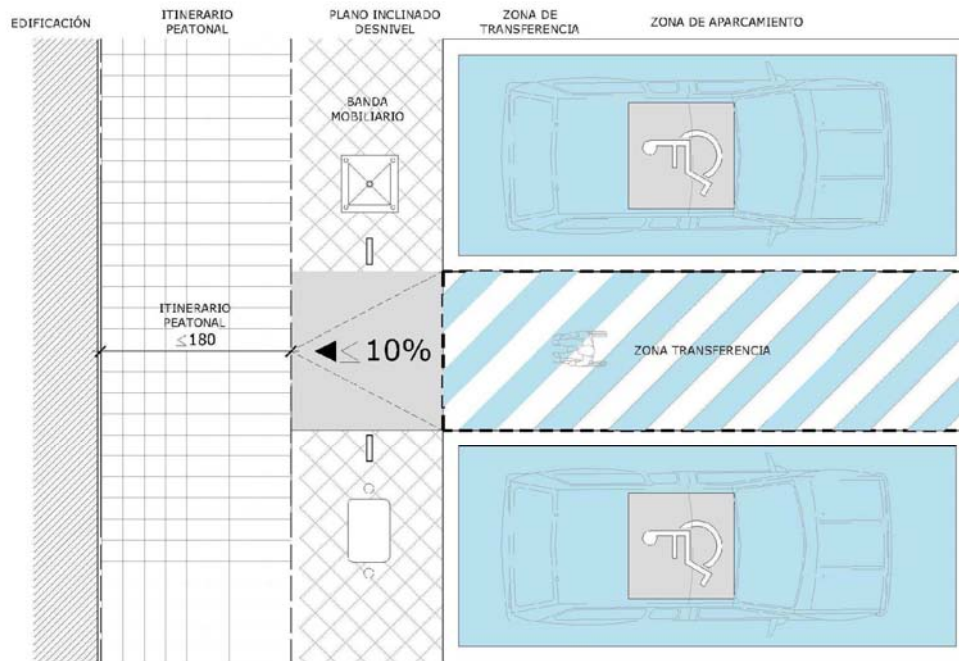 EDIFICACIÓN
ITINERARIO
PEATONAL
PLANO INCLINADO
DESNIVEL
ZONA DE
TRANSFERENCIA
ZONA DE APARCAMIENTO
BANDA
MOBILIARIO
ITINERARIO
PEATONAL
≤180
≤ 10%
ZONA TRANSFERENCIA